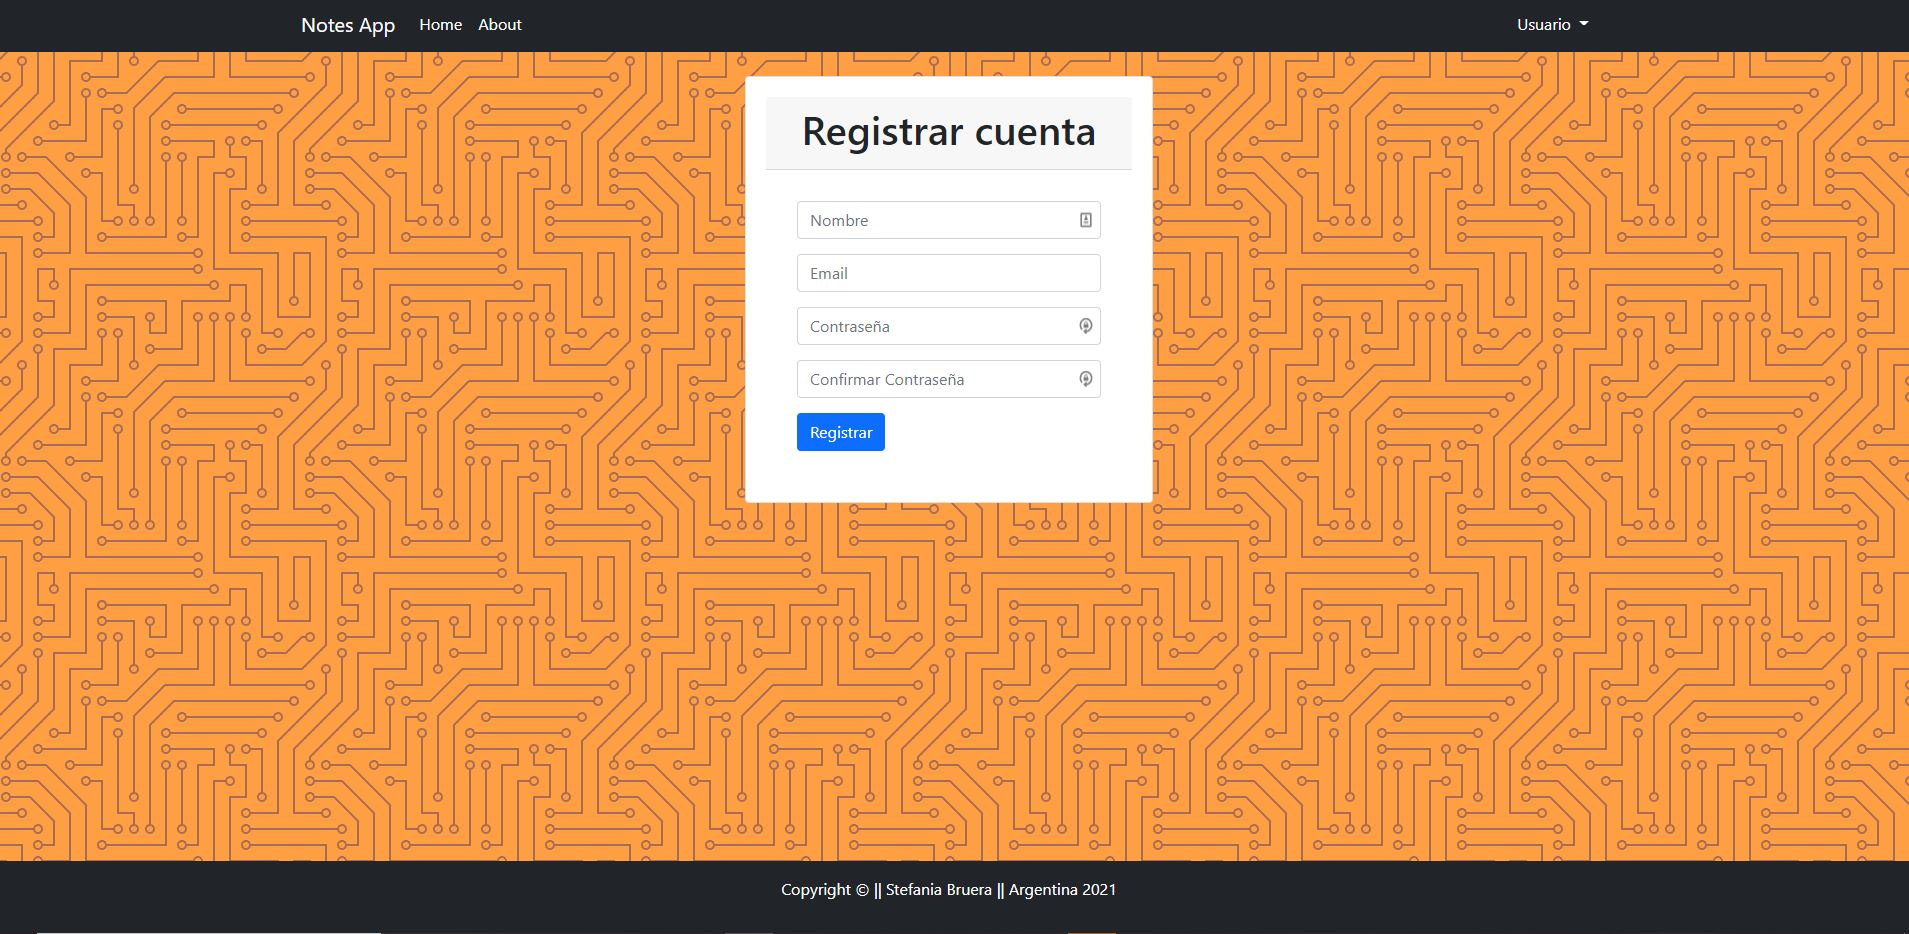 Notes App Home About Usuario
Registrar cuenta
Nombre
Email
Contraseña
Confirmar Contraseña
Registrar
Copyright © || Stefania Bruera || Argentina 2021